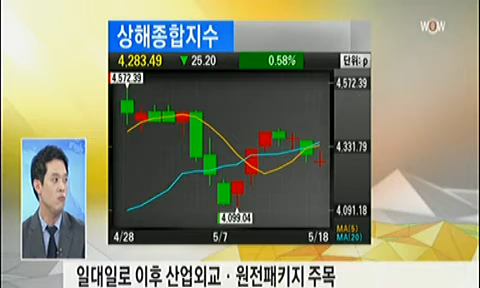 WOW
상해종합지수
4,283.49 ▼ 25.20 0.58% 단위: p
4,572.39
4,572.39
4,331.79
4,099.04
4,091.18
MA(5)
MA(20)
4/28 5/7 5/18
일대일로 이후 산업외교 · 원전패키지 주목